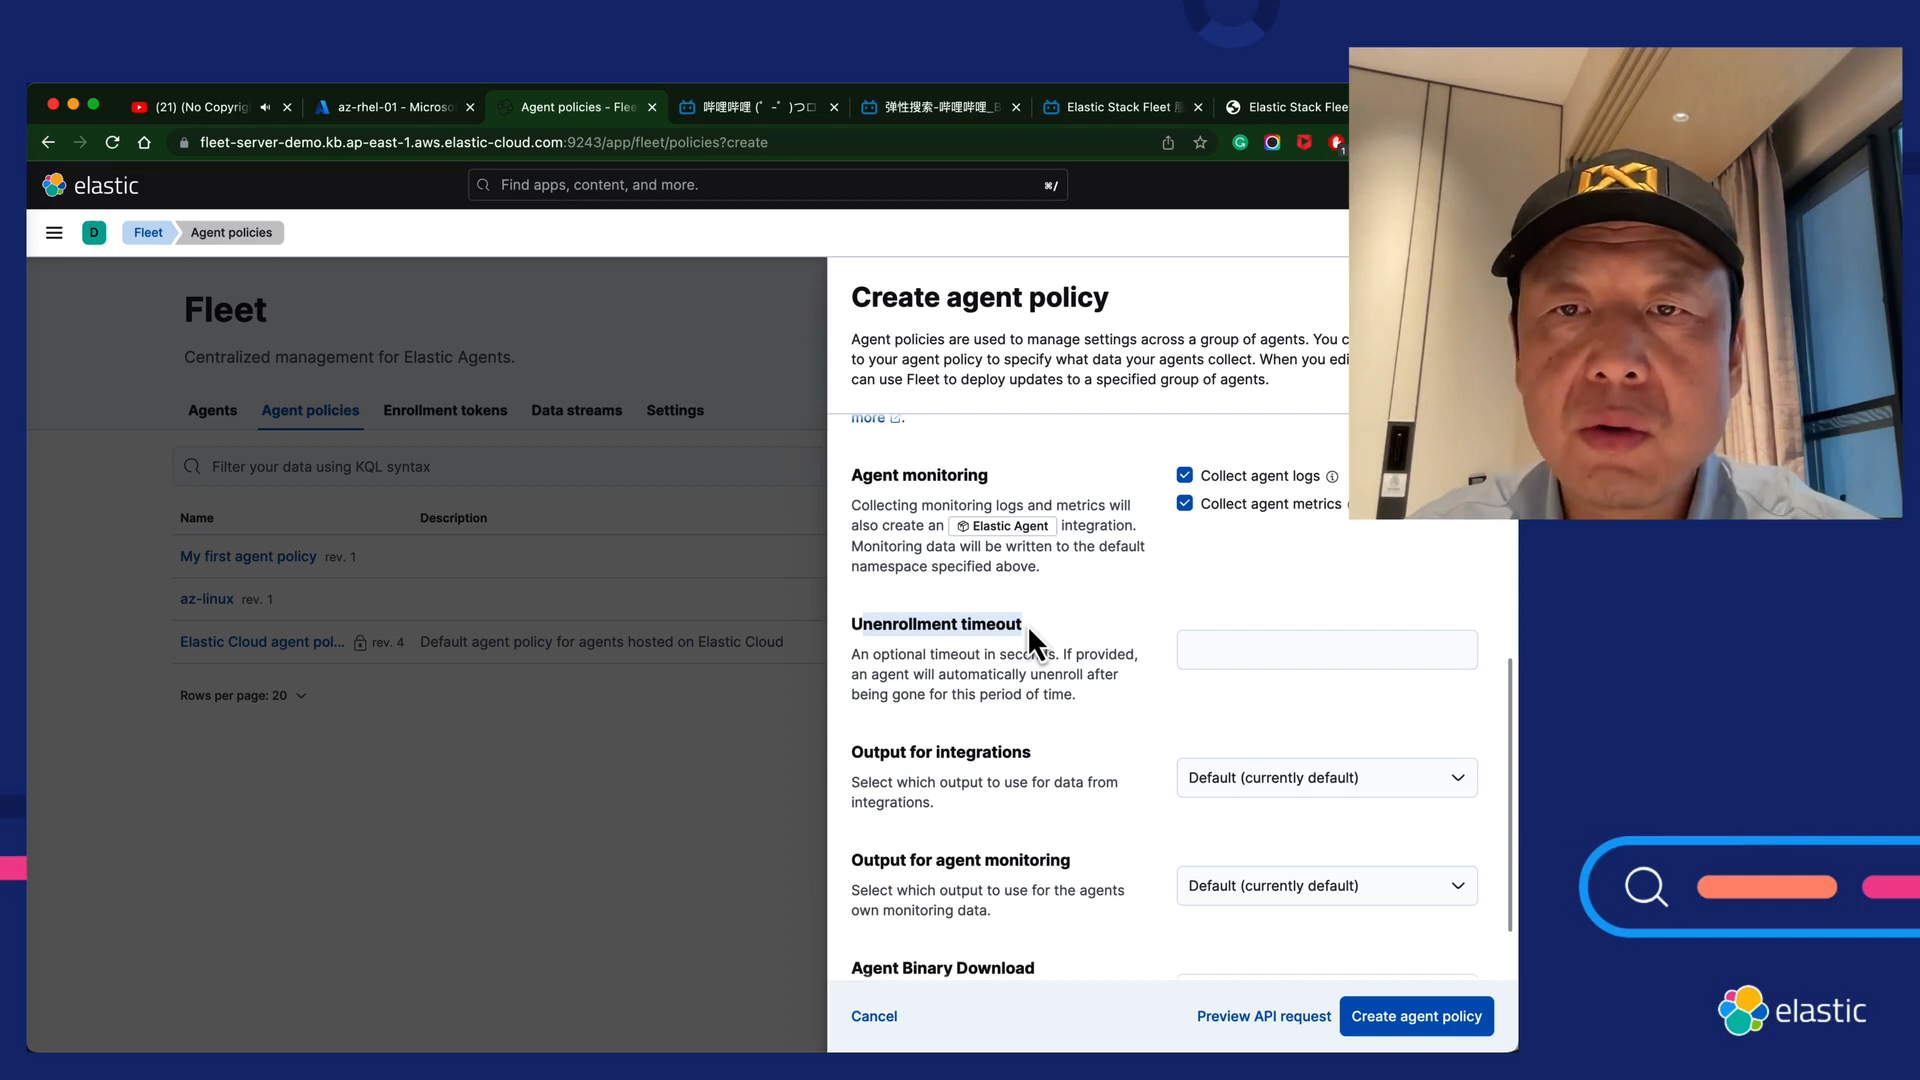 (21) (No Copyrig
az-rhel-01 - Microso
Agent policies - Flee
哔哩哔哩 (゜-゜)つロ
弹性搜索-哔哩哔哩_B
Elastic Stack Fleet 服
Elastic Stack Flee
fleet-server-demo.kb.ap-east-1.aws.elastic-cloud.com:9243/app/fleet/policies?create
1
elastic
Find apps, content, and more.
⌘/
D
Fleet
Agent policies
Fleet
Centralized management for Elastic Agents.
Agents
Agent policies
Enrollment tokens
Data streams
Settings
Filter your data using KQL syntax
Name
Description
My first agent policy rev. 1
az-linux rev. 1
Elastic Cloud agent pol... rev. 4
Default agent policy for agents hosted on Elastic Cloud
Rows per page: 20
Create agent policy
Agent policies are used to manage settings across a group of agents. You c
to your agent policy to specify what data your agents collect. When you edi
can use Fleet to deploy updates to a specified group of agents.
more
.
Agent monitoring
Collecting monitoring logs and metrics will
also create an Elastic Agent integration.
Monitoring data will be written to the default
namespace specified above.
Collect agent logs
Collect agent metrics
Unenrollment timeout
An optional timeout in seconds. If provided,
an agent will automatically unenroll after
being gone for this period of time.
Output for integrations
Select which output to use for data from
integrations.
Default (currently default)
Output for agent monitoring
Select which output to use for the agents
own monitoring data.
Default (currently default)
Agent Binary Download
Cancel
Preview API request
Create agent policy
elastic